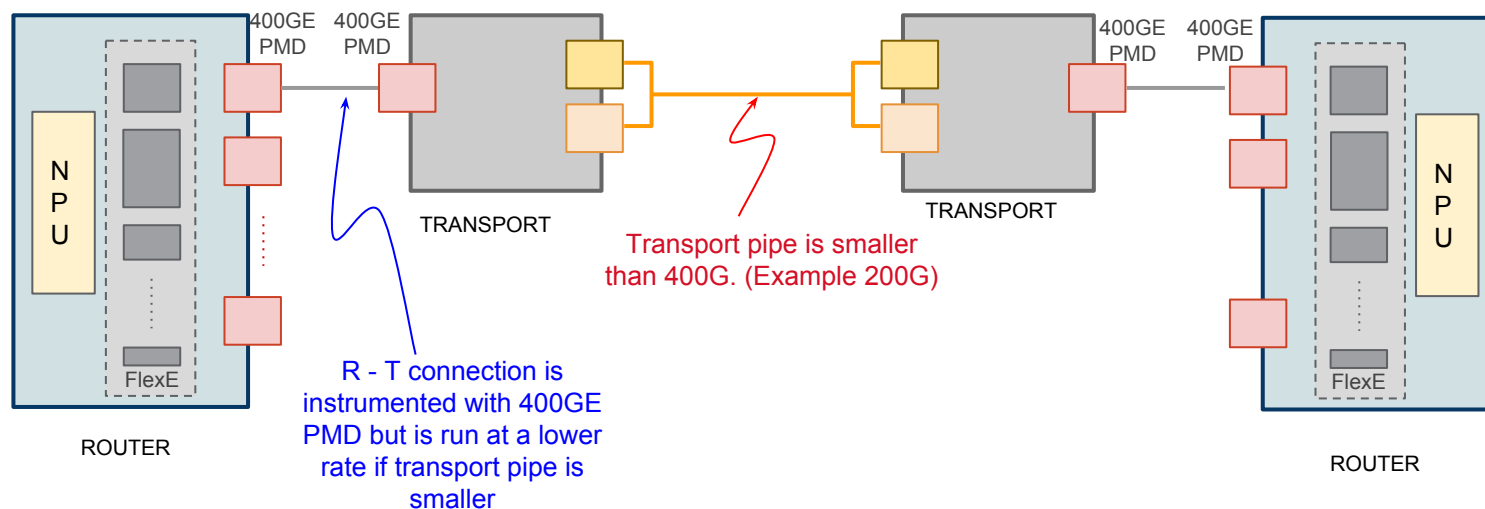 400GE
PMD
400GE
PMD
400GE
PMD
400GE
PMD
N
P
U
FlexE
ROUTER
TRANSPORT
Transport pipe is smaller
than 400G. (Example 200G)
TRANSPORT
N
P
U
FlexE
ROUTER
R - T connection is
instrumented with 400GE
PMD but is run at a lower
rate if transport pipe is
smaller